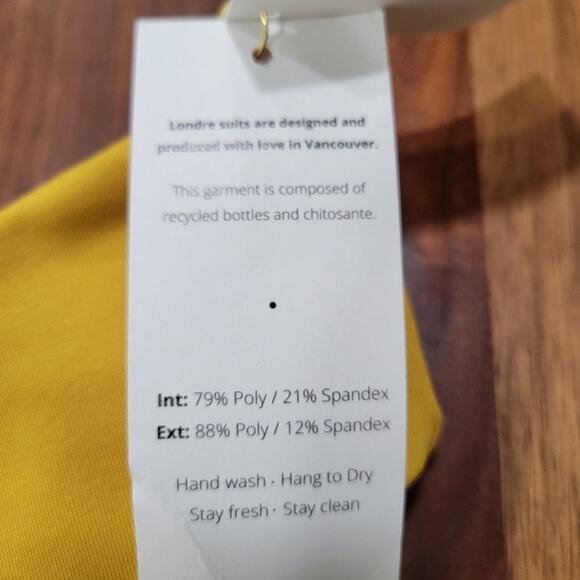 Londre suits are designed and
produced with love in Vancouver.
This garment is composed of
recycled bottles and chitosante.
•
Int: 79% Poly / 21% Spandex
Ext: 88% Poly / 12% Spandex
Hand wash · Hang to Dry
Stay fresh · Stay clean